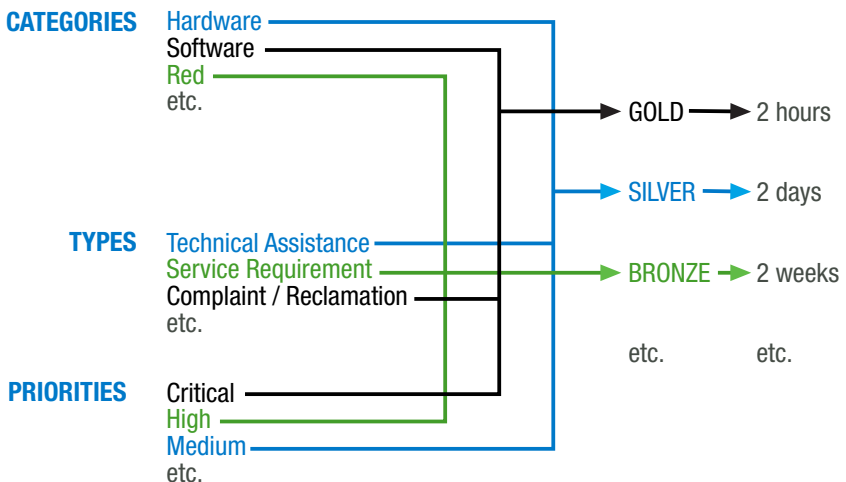 CATEGORIES
Hardware
Software
Red
etc.
TYPES
Technical Assistance
Service Requirement
Complaint / Reclamation
etc.
PRIORITIES
Critical
High
Medium
etc.
GOLD
2 hours
SILVER
2 days
BRONZE
2 weeks
etc.
etc.